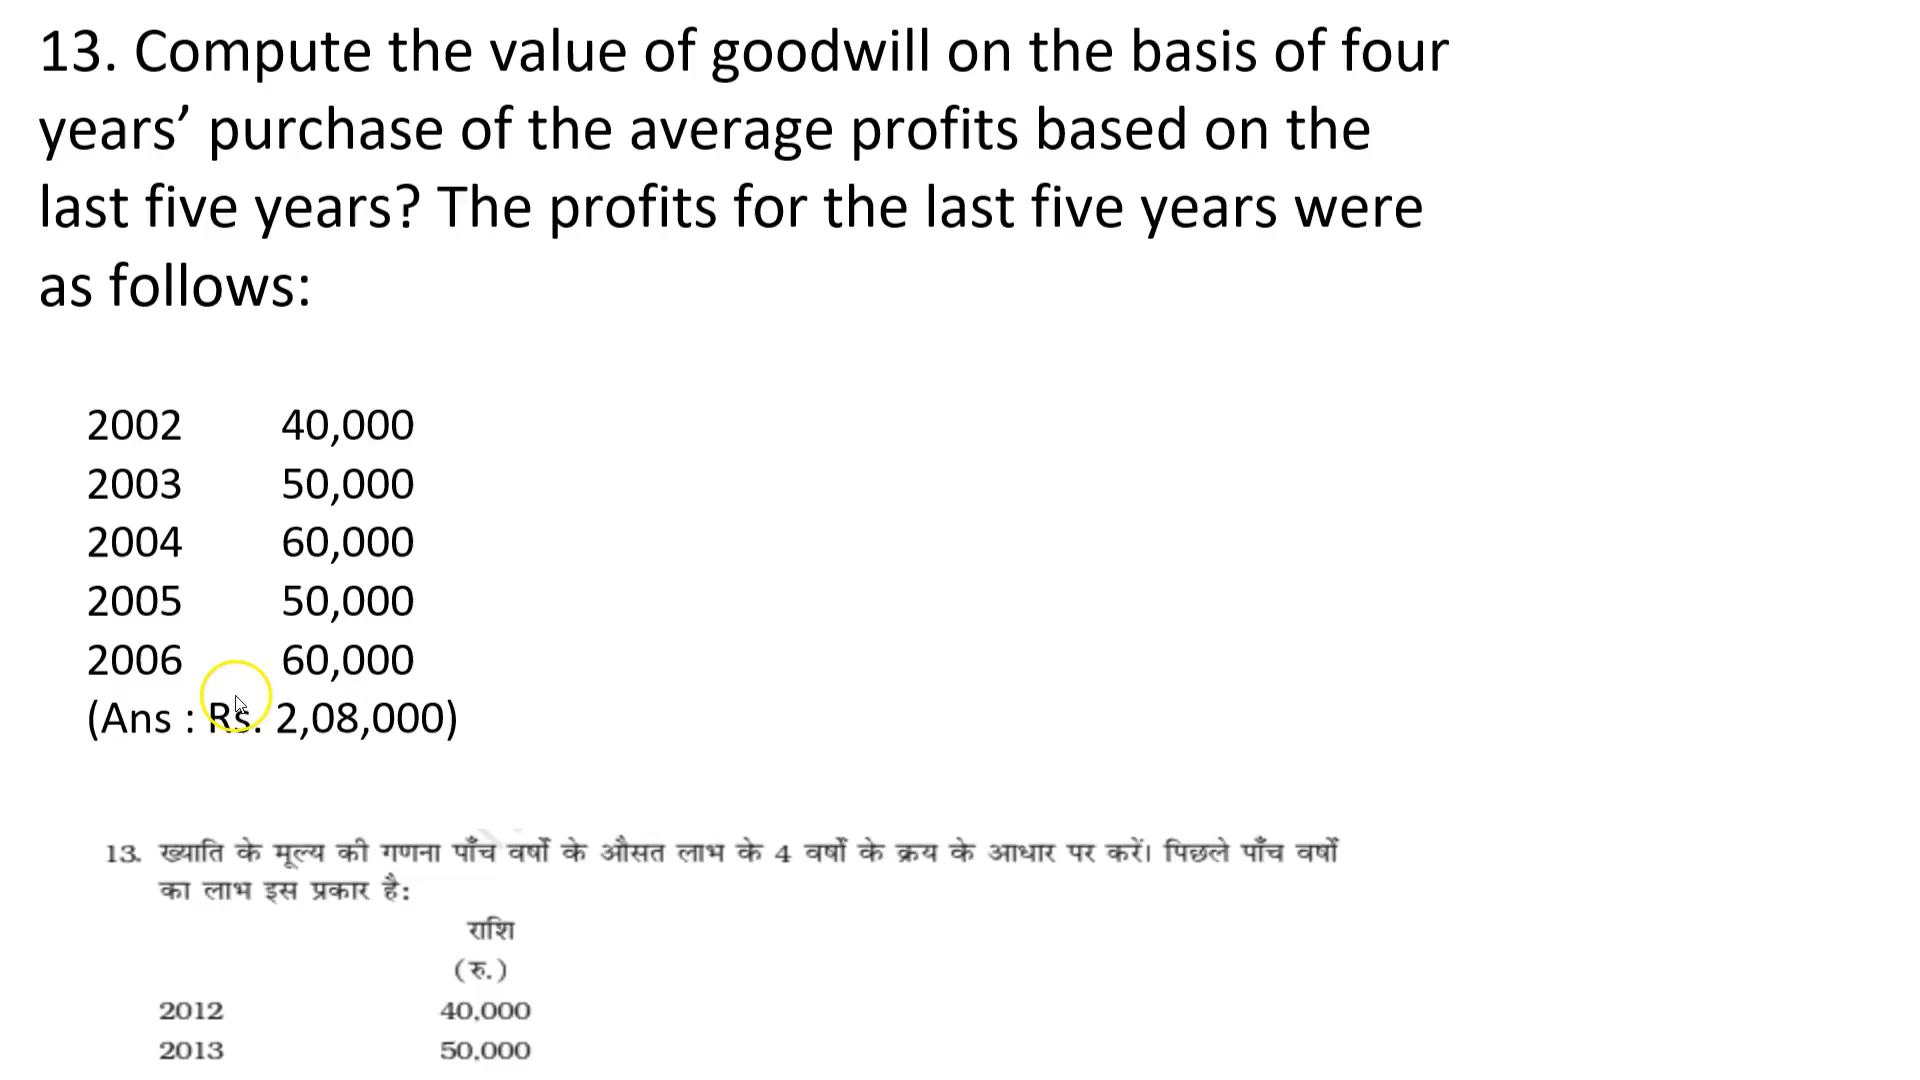 13. Compute the value of goodwill on the basis of four
years’ purchase of the average profits based on the
last five years? The profits for the last five years were
as follows:
2002 40,000
2003 50,000
2004 60,000
2005 50,000
2006 60,000
(Ans : Rs. 2,08,000)
13. ख्याति के मूल्य की गणना पाँच वर्षों के औसत लाभ के 4 वर्षों के क्रय के आधार पर करें। पिछले पाँच वर्षों
का लाभ इस प्रकार है:
राशि
(रु.)
2012 40,000
2013 50,000